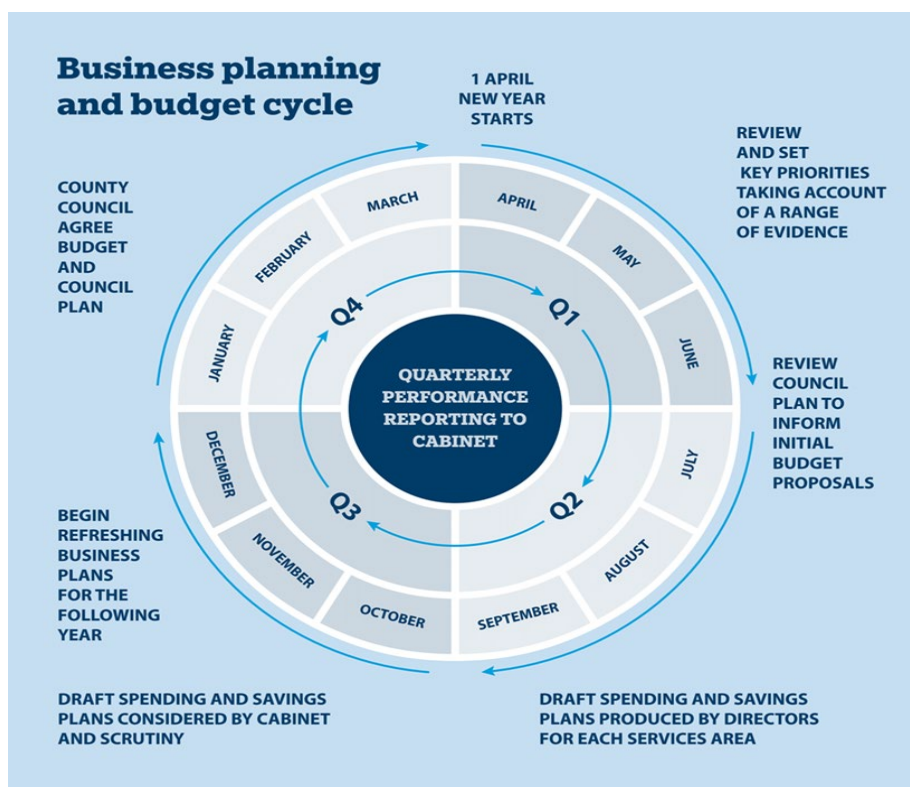 Business planning
and budget cycle
1 APRIL
NEW YEAR
STARTS
REVIEW
AND SET
KEY PRIORITIES
TAKING ACCOUNT
OF A RANGE
OF EVIDENCE
COUNTY
COUNCIL
AGREE
BUDGET
AND
COUNCIL
PLAN
MARCH
APRIL
FEBRUARY
MAY
JANUARY
JUNE
Q4
Q1
QUARTERLY
PERFORMANCE
REPORTING TO
CABINET
REVIEW
COUNCIL
PLAN TO
INFORM
INITIAL
BUDGET
PROPOSALS
DECEMBER
JULY
Q3
Q2
NOVEMBER
AUGUST
OCTOBER
SEPTEMBER
BEGIN
REFRESHING
BUSINESS
PLANS
FOR THE
FOLLOWING
YEAR
DRAFT SPENDING AND SAVINGS
PLANS CONSIDERED BY CABINET
AND SCRUTINY
DRAFT SPENDING AND SAVINGS
PLANS PRODUCED BY DIRECTORS
FOR EACH SERVICES AREA